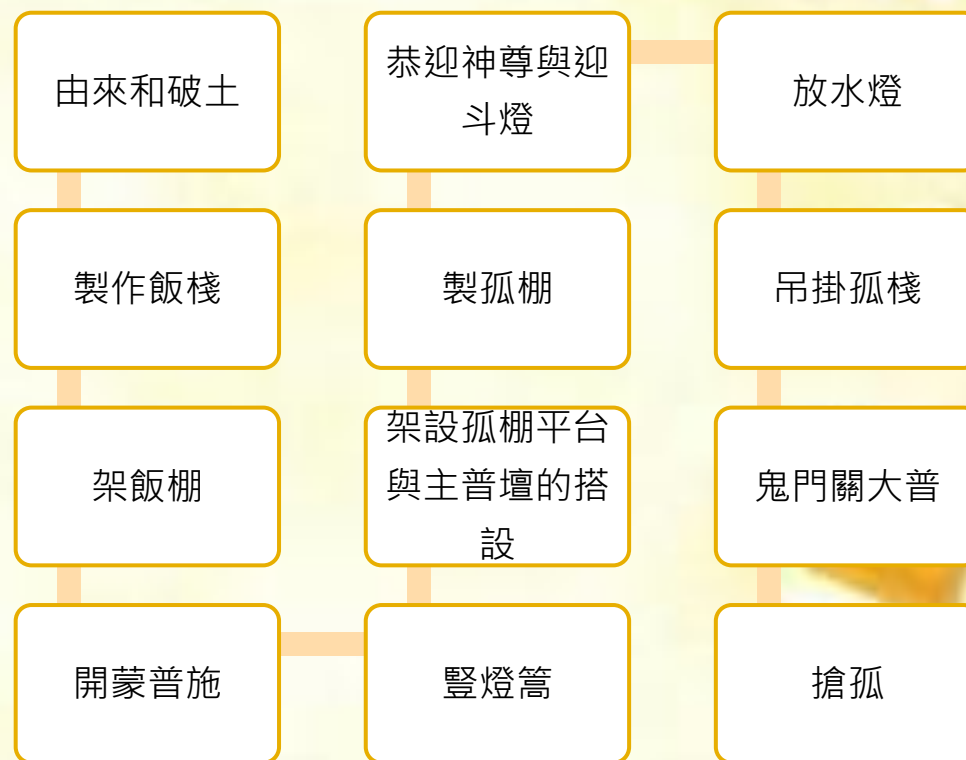 由來和破土
製作飯棧
架飯棚
開蒙普施
豎燈篙
架設孤棚平台
與主普壇的搭
設
製孤棚
恭迎神尊與迎
斗燈
放水燈
吊掛孤棧
鬼門關大普
搶孤